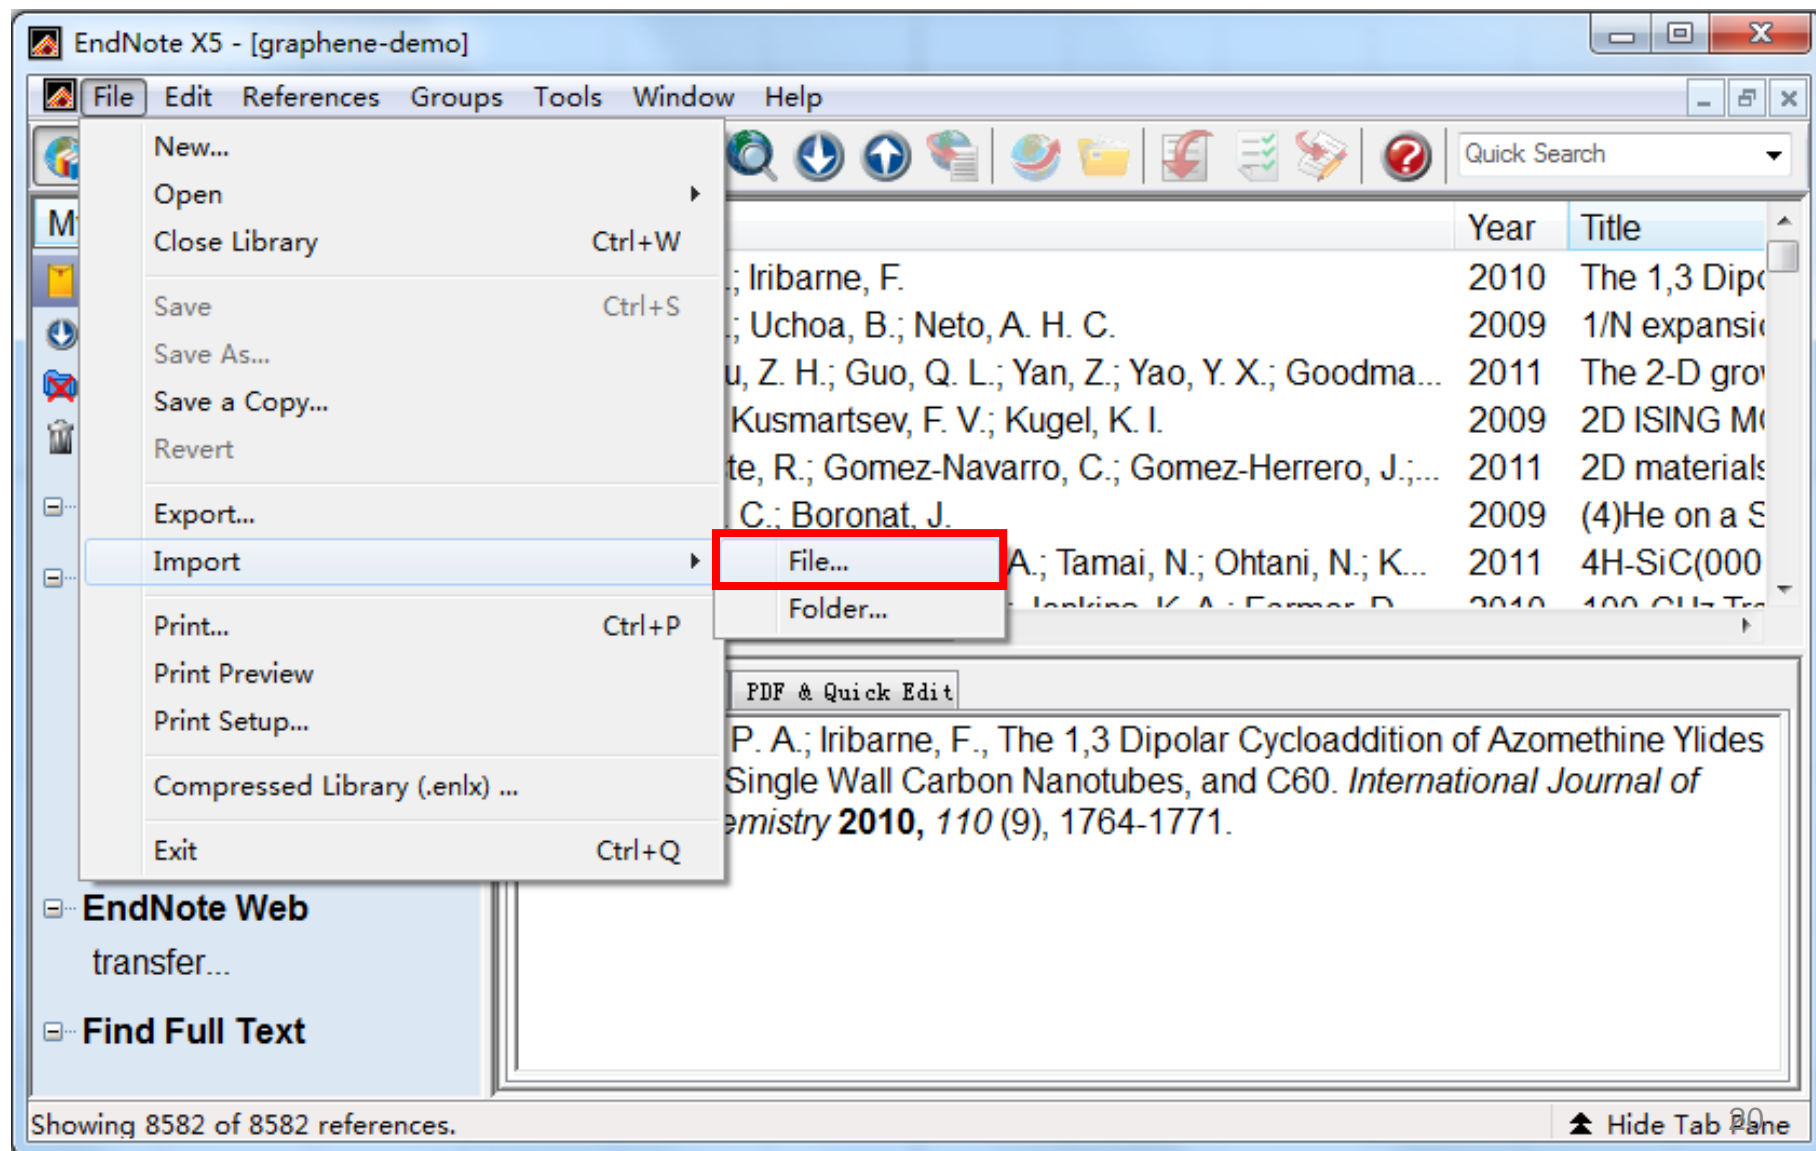 EndNote X5 - [graphene-demo]
File Edit References Groups Tools Window Help
New...
Open
Close Library Ctrl+W
Save Ctrl+S
Save As...
Save a Copy...
Revert
Export...
Import
Print... Ctrl+P
Print Preview
Print Setup...
Compressed Library (.enlx) ...
Exit Ctrl+Q
File...
Folder...
Quick Search
Year Title
; Iribarne, F. 2010 The 1,3
; Uchoa, B.; Neto, A. H. C. 2009 1/N
Z. H.; Guo, Q. L.; Yan, Z.; Yao, Y. X.; Goodma... 2011 The 2-D
Kusmartsev, F. V.; Kugel, K. I. 2009 2D ISING
R.; Gomez-Navarro, C.; Gomez-Herrero, J.;... 2011 2D materials
C.; Boronat, J. 2009 (4)He on a S
A.; Tamai, N.; Ohtani, N.; K... 2011 4H-SiC(000
PDF & Quick Edit
P. A.; Iribarne, F., The 1,3 Dipolar Cycloaddition of Azomethine Ylides
Single Wall Carbon Nanotubes, and C60. International Journal of
emistry 2010, 110 (9), 1764-1771.
EndNote Web
transfer...
Find Full Text
Showing 8582 of 8582 references.
Hide Tab Pane
20